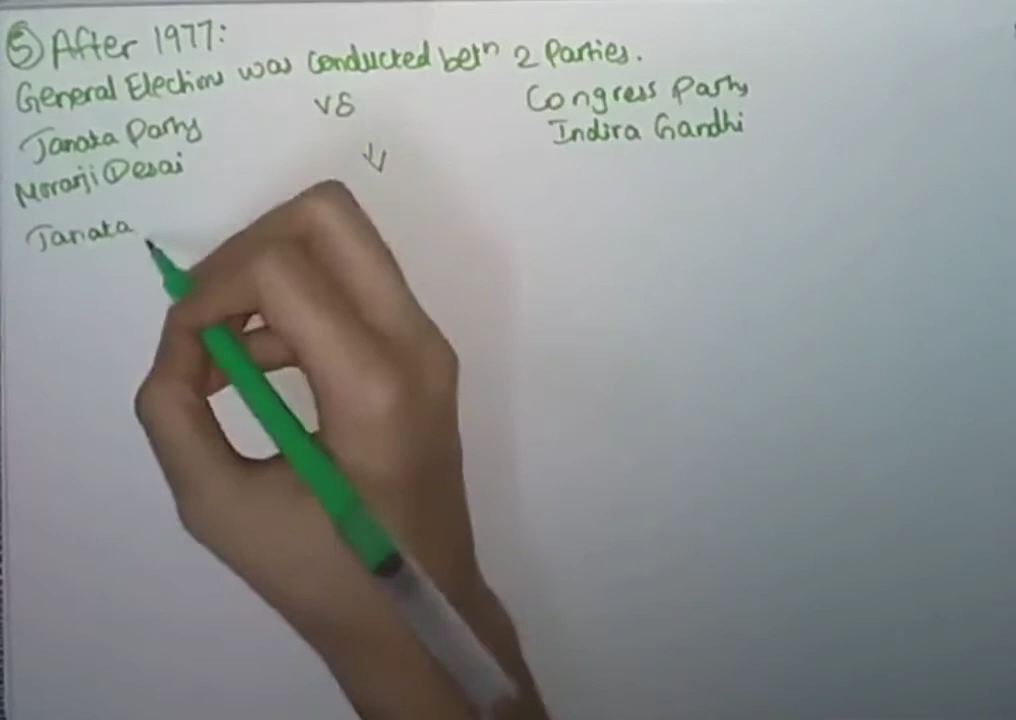 ⑤ After 1977:
General Elections was conducted betn 2 Parties.
Janata Party vs Congress Party
Morarji Desai Indira Gandhi
↓
Janata